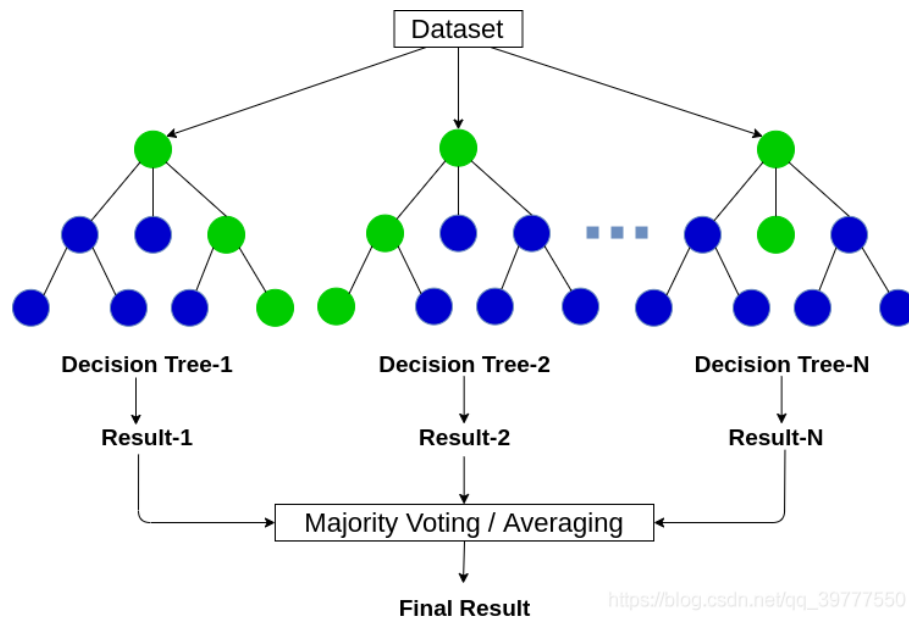 Dataset
Decision Tree-1
Decision Tree-2
Decision Tree-N
Result-1
Result-2
Result-N
Majority Voting / Averaging
Final Result
https://blog.csdn.net/qq_39777550